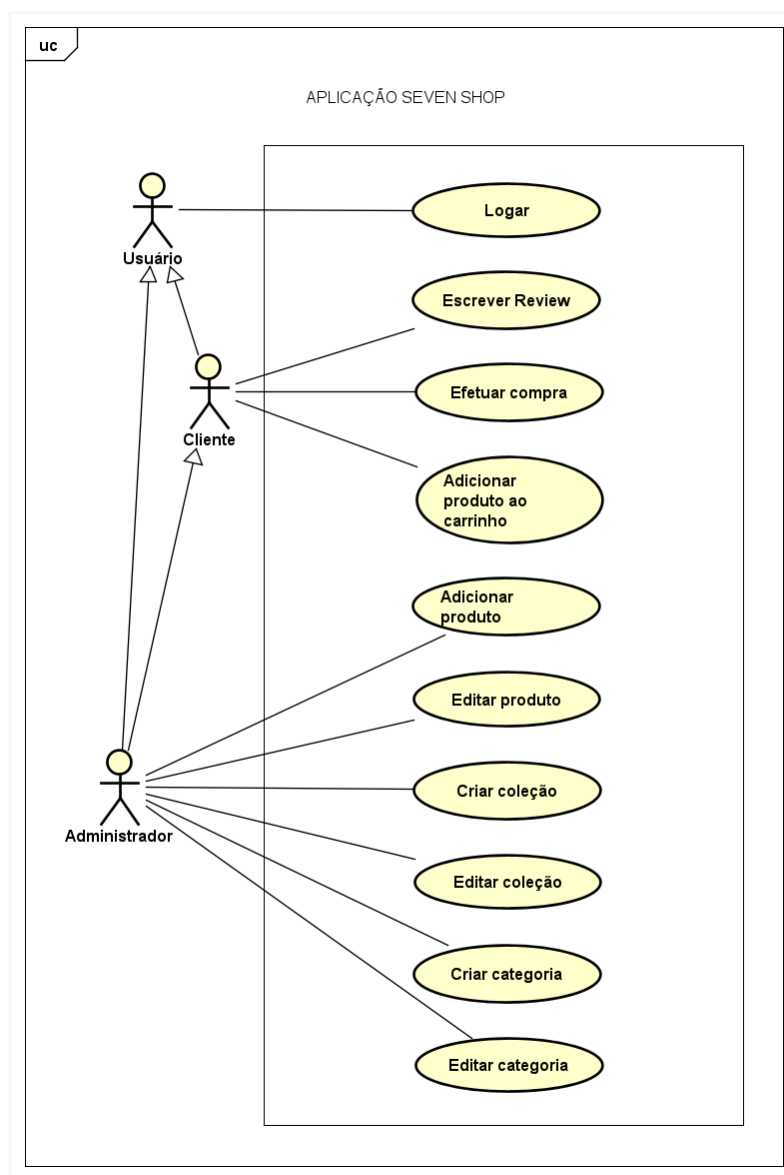 uc
APLICAÇÃO SEVEN SHOP
Logar
Usuário
Escrever Review
Efetuar compra
Cliente
Adicionar
produto ao
carrinho
Adicionar
produto
Editar produto
Criar coleção
Administrador
Editar coleção
Criar categoria
Editar categoria